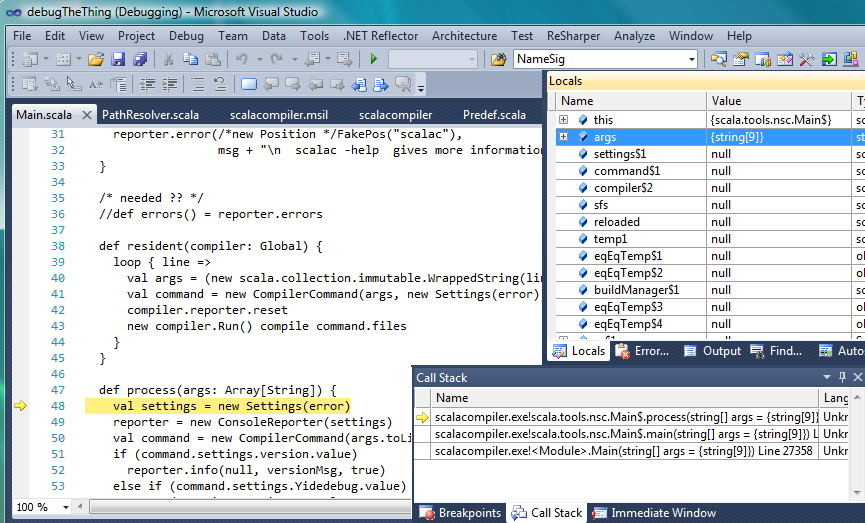 debugTheThing (Debugging) - Microsoft Visual Studio
File Edit View Project Debug Team Data Tools .NET Reflector Architecture Test ReSharper Analyze Window Help
NameSig
Main.scala PathResolver.scala scalacompiler.msil scalacompiler Predef.scala
31 reporter.error(/*new Position */FakePos("scalac"),
32 msg + "\n scalac -help gives more information
33 }
34
35 /* needed ?? */
36 //def errors() = reporter.errors
37
38 def resident(compiler: Global) {
39 loop { line =>
40 val args = (new scala.collection.immutable.WrappedString(lin
41 val command = new CompilerCommand(args, new Settings(error)
42 compiler.reporter.reset
43 new compiler.Run() compile command.files
44 }
45 }
46
47 def process(args: Array[String]) {
48 val settings = new Settings(error)
49 reporter = new ConsoleReporter(settings)
50 val command = new CompilerCommand(args.toLi
51 if (command.settings.version.value)
52 reporter.info(null, versionMsg, true)
53 else if (command.settings.Yidedebug.value)
100 %
Locals
Name Value Ty
this {scala.tools.nsc.Main$} sc
args {string[9]} st
settings$1 null sc
command$1 null sc
compiler$2 null sc
sfs null sc
reloaded null sc
temp1 null sc
eqEqTemp$1 null ol
eqEqTemp$2 null ol
buildManager$1 null sc
eqEqTemp$3 null ol
eqEqTemp$4 null ol
Locals Error... Output Find... Auto
Call Stack
Name Lang
scalacompiler.exe!scala.tools.nsc.Main$.process(string[] args = {string[9]} Unkr
scalacompiler.exe!scala.tools.nsc.Main$.main(string[] args = {string[9]}) L Unkr
scalacompiler.exe!<Module>.Main(string[] args = {string[9]}) Line 27358 Unkr
Breakpoints Call Stack Immediate Window